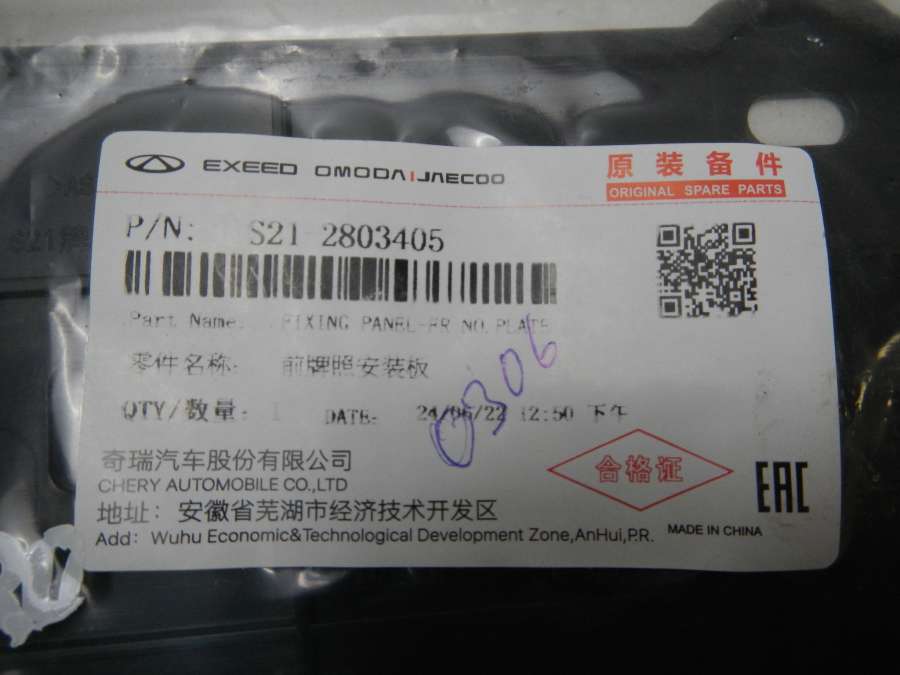 EXEED OMODA|JAECOO
原装备件
ORIGINAL SPARE PARTS
P/N: S21-2803405
Part Name: FIXING PANEL-FR NO.PLATE
零件名称: 前牌照安装板
0306
QTY/数量: 1 DATE: 24/06/22 12:50 下午
奇瑞汽车股份有限公司
CHERY AUTOMOBILE CO.,LTD
合格证
EAC
地址：安徽省芜湖市经济技术开发区
Add: Wuhu Economic&Technological Development Zone,AnHui,P.R.
MADE IN CHINA